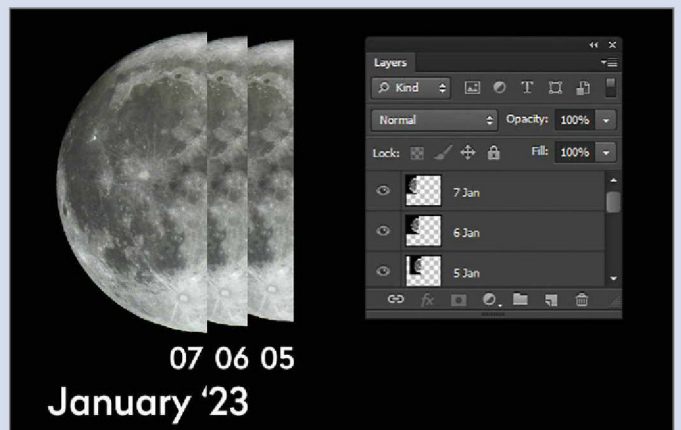 07 06 05
January ‘23
Layers
Kind
T
Normal Opacity: 100%
Lock: Fill: 100%
7 Jan
6 Jan
5 Jan
fx